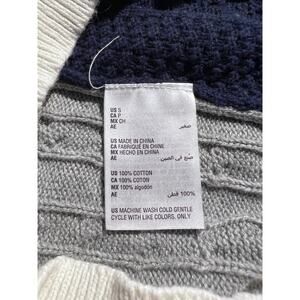 US S
CA P
MX CH
AE صغير
US MADE IN CHINA
CA FABRIQUÉ EN CHINE
MX HECHO EN CHINA
AE صنع في الصين
US 100% COTTON
CA 100% COTON
MX 100% algodón
AE 100% قطن
US MACHINE WASH COLD GENTLE
CYCLE WITH LIKE COLORS. ONLY